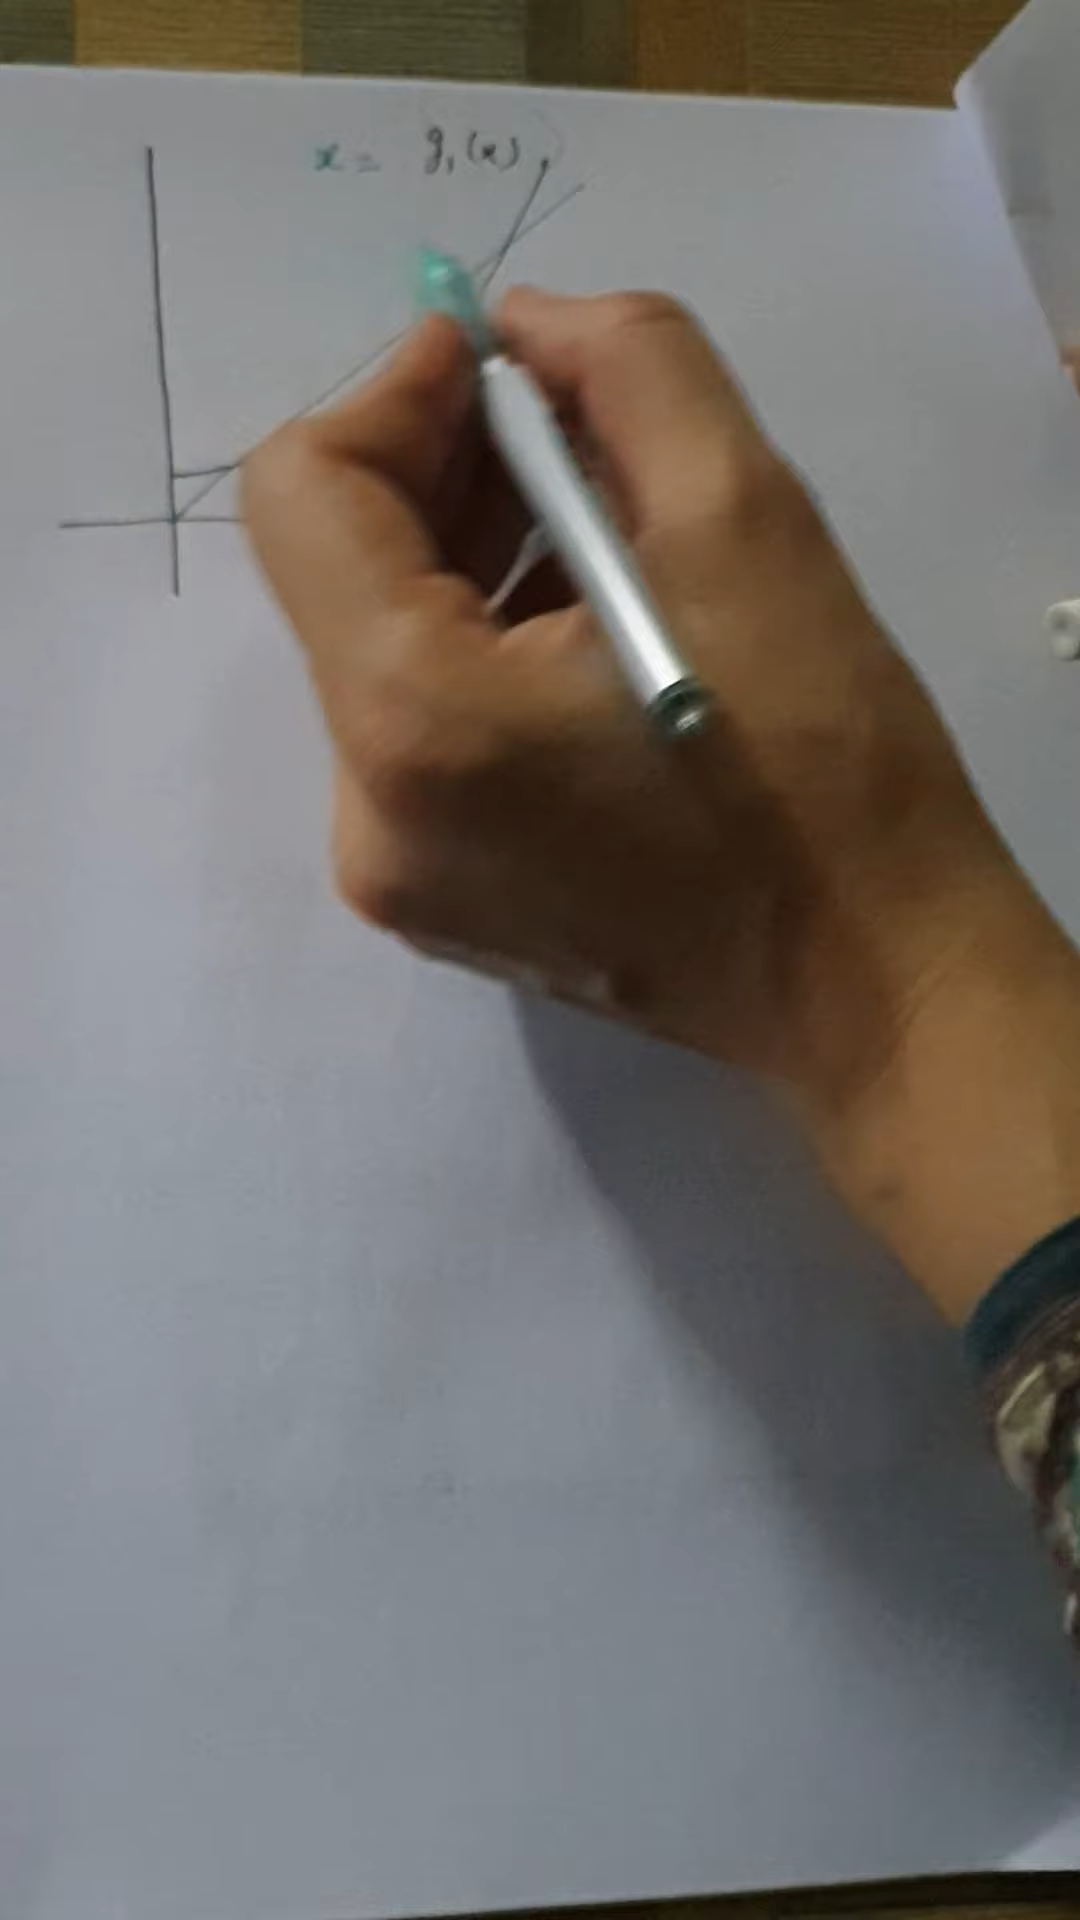 x = g₁(x)